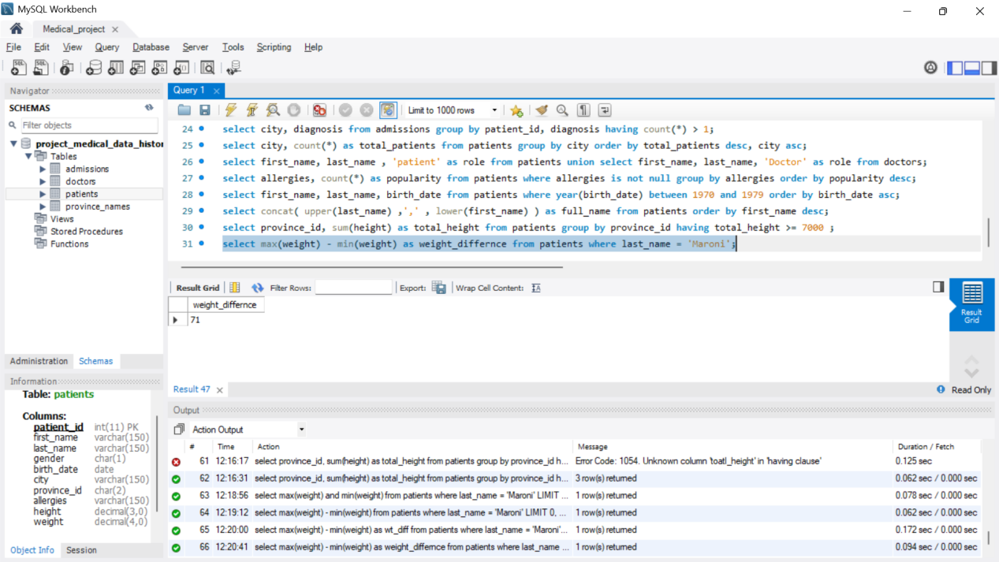 MySQL Workbench
Medical_project
File Edit View Query Database Server Tools Scripting Help
Navigator
SCHEMAS
Filter objects
project_medical_data_histor
Tables
admissions
doctors
patients
province_names
Views
Stored Procedures
Functions
Administration Schemas
Information
Table: patients
Columns:
patient_id int(11) PK
first_name varchar(150)
last_name varchar(150)
gender char(1)
birth_date date
city varchar(150)
province_id char(2)
allergies varchar(150)
height decimal(3,0)
weight decimal(4,0)
Object Info Session
Query 1
Limit to 1000 rows
24 select city, diagnosis from admissions group by patient_id, diagnosis having count(*) > 1;
25 select city, count(*) as total_patients from patients group by city order by total_patients desc, city asc;
26 select first_name, last_name , 'patient' as role from patients union select first_name, last_name, 'Doctor' as role from doctors;
27 select allergies, count(*) as popularity from patients where allergies is not null group by allergies order by popularity desc;
28 select first_name, last_name, birth_date from patients where year(birth_date) between 1970 and 1979 order by birth_date asc;
29 select concat( upper(last_name) ,',' , lower(first_name) ) as full_name from patients order by first_name desc;
30 select province_id, sum(height) as total_height from patients group by province_id having total_height >= 7000 ;
31 select max(weight) - min(weight) as weight_differnce from patients where last_name = 'Maroni';
Result Grid Filter Rows: Export: Wrap Cell Content:
weight_differnce
71
Result Grid
Result 47
Read Only
Output
Action Output
# Time Action Message Duration / Fetch
61 12:16:17 select province_id, sum(height) as total_height from patients group by province_id h... Error Code: 1054. Unknown column 'toatl_height' in 'having clause' 0.125 sec
62 12:16:31 select province_id, sum(height) as total_height from patients group by province_id h... 3 row(s) returned 0.062 sec / 0.000 sec
63 12:18:56 select max(weight) and min(weight) from patients where last_name = 'Maroni' LIMIT ... 1 row(s) returned 0.078 sec / 0.000 sec
64 12:19:12 select max(weight) - min(weight) from patients where last_name = 'Maroni' LIMIT 0, ... 1 row(s) returned 0.062 sec / 0.000 sec
65 12:20:00 select max(weight) - min(weight) as wt_diff from patients where last_name = 'Maroni'... 1 row(s) returned 0.172 sec / 0.000 sec
66 12:20:41 select max(weight) - min(weight) as weight_differnce from patients where last_name ... 1 row(s) returned 0.094 sec / 0.000 sec